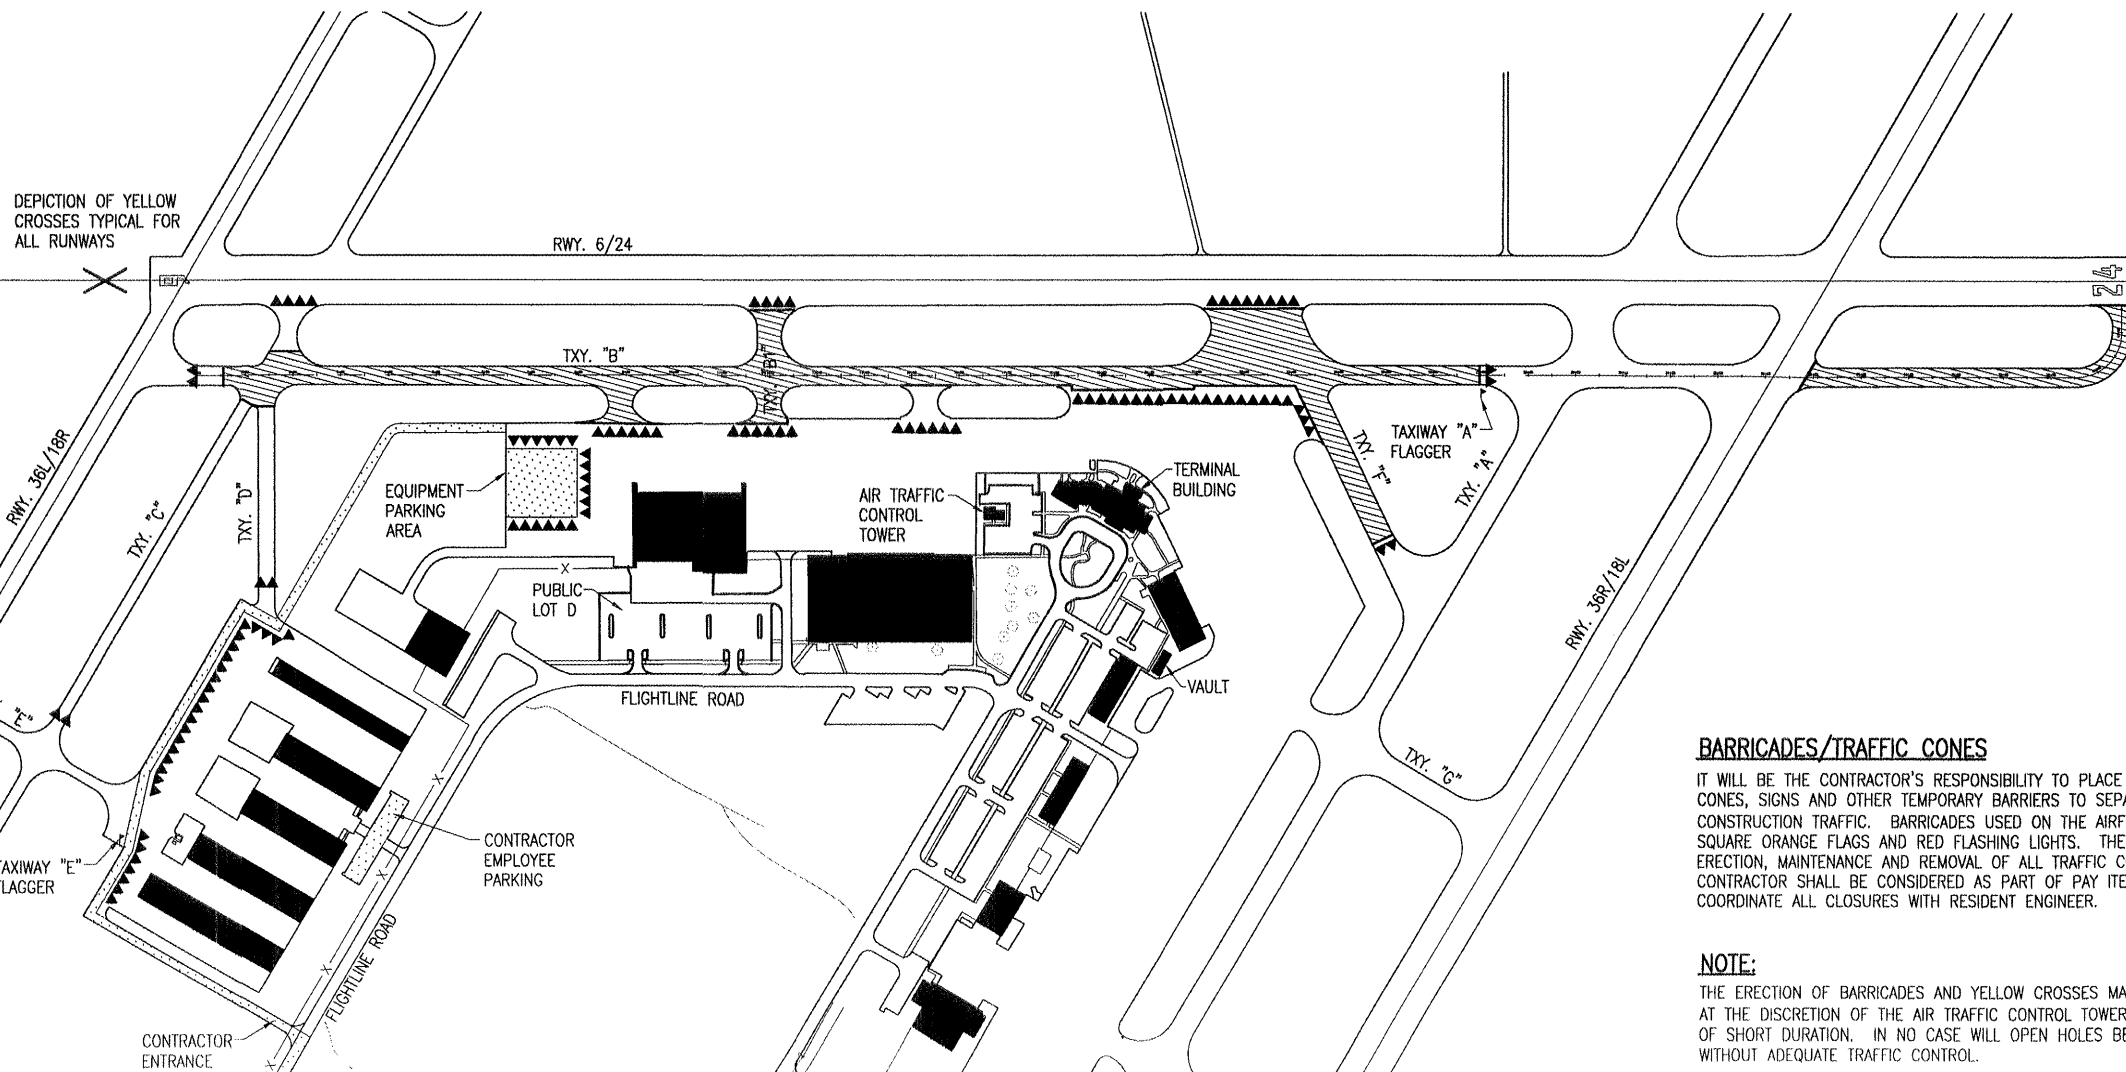 DEPICTION OF YELLOW
CROSSES TYPICAL FOR
ALL RUNWAYS
RWY. 6/24
24
TXY. "B"
TXY. "B1"
TAXIWAY "A"
FLAGGER
TXY. "F"
TXY. "A"
RWY. 36L/18R
TXY. "C"
TXY. "D"
EQUIPMENT
PARKING
AREA
AIR TRAFFIC
CONTROL
TOWER
TERMINAL
BUILDING
PUBLIC
LOT D
RWY. 36R/18L
VAULT
FLIGHTLINE ROAD
"E"
TXY. "G"
CONTRACTOR
EMPLOYEE
PARKING
TAXIWAY "E"
FLAGGER
FLIGHTLINE ROAD
CONTRACTOR
ENTRANCE
BARRICADES/TRAFFIC CONES
IT WILL BE THE CONTRACTOR'S RESPONSIBILITY TO PLACE
CONES, SIGNS AND OTHER TEMPORARY BARRIERS TO SEPA
CONSTRUCTION TRAFFIC. BARRICADES USED ON THE AIRF
SQUARE ORANGE FLAGS AND RED FLASHING LIGHTS. THE
ERECTION, MAINTENANCE AND REMOVAL OF ALL TRAFFIC C
CONTRACTOR SHALL BE CONSIDERED AS PART OF PAY ITE
COORDINATE ALL CLOSURES WITH RESIDENT ENGINEER.
NOTE:
THE ERECTION OF BARRICADES AND YELLOW CROSSES MA
AT THE DISCRETION OF THE AIR TRAFFIC CONTROL TOWER
OF SHORT DURATION. IN NO CASE WILL OPEN HOLES BE
WITHOUT ADEQUATE TRAFFIC CONTROL.